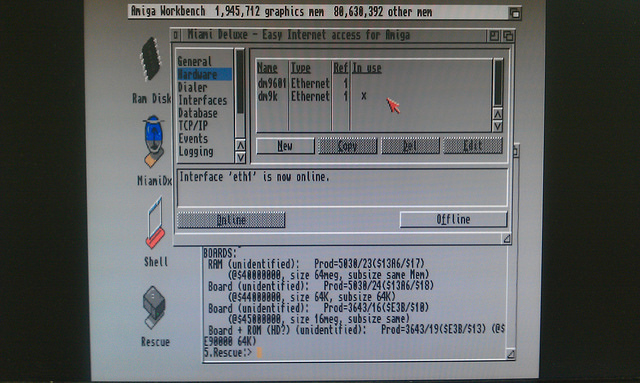 Amiga Workbench 1,945,712 graphics mem 80,630,392 other mem
Miami Deluxe - Easy Internet access for Amiga
General
Hardware
Dialer
Interfaces
Database
TCP/IP
Events
Logging
Name Type Ref In use
dm9601 Ethernet 1
dm9k Ethernet 1 x
New Copy Del Edit
Interface 'eth1' is now online.
Online Offline
Ram Disk
MiamiDx
Shell
Rescue
BOARDS:
RAM (unidentified): Prod=5030/23($13A6/$17)
(@$40000000, size 64meg, subsize same Mem)
Board (unidentified): Prod=5030/24($13A6/$18)
(@$44000000, size 64K, subsize 64K)
Board (unidentified): Prod=3643/16($E3B/$10)
(@$45000000, size 16meg, subsize same)
Board + ROM (HD?) (unidentified): Prod=3643/19($E3B/$13) (@$
E90000 64K)
5.Rescue:>